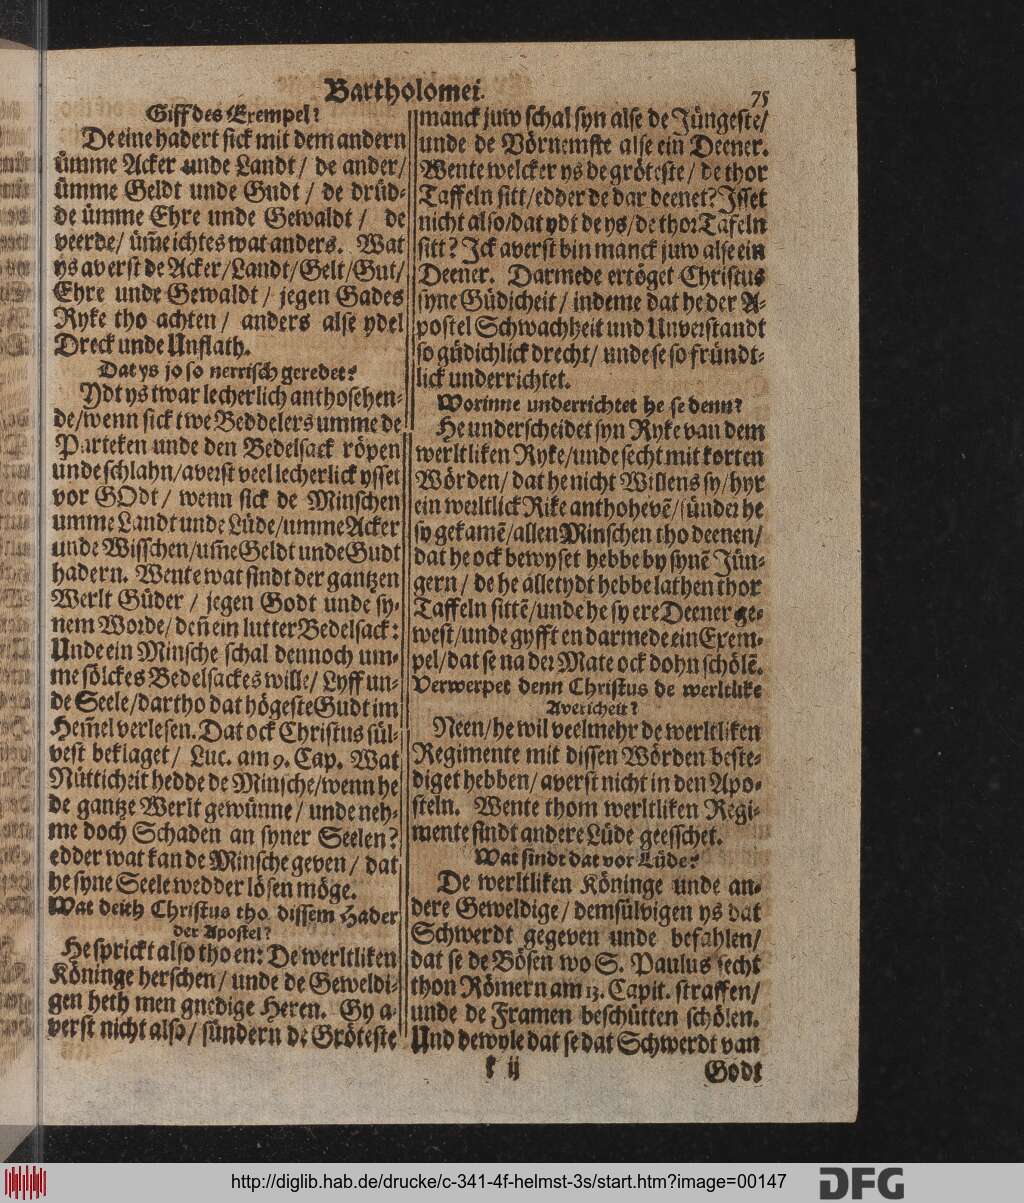 Bartholomei.
75
Giff des Exempel?
De eine hadert sick mit dem andern
ümme Acker unde Landt / de ander /
ümme Geldt unde Gudt / de drüd⸗
de ümme Ehre unde Gewaldt / de
veerde / üm̃e ichtes wat anders. Wat
ys averst de Acker / Landt / Gelt / Gut /
Ehre unde Gewaldt / jegen Gades
Ryke tho achten / anders alse ydel
Dreck unde Unflath.
Dat ys jo so nerrisch geredet?
Ydt ys twar lecherlich anthosehen⸗
de / wenn sick twe Beddelers umme de
Parteken unde den Bedelsack röpen
unde schlahn / averst veel lecherlick ysset
vor GOdt / wenn sick de Minschen
umme Landt unde Lüde / umme Acker
unde Wisschen / um̃e Geldt unde Gudt
hadern. Wente wat sindt der gantzen
Werlt Güder / jegen Godt unde sy⸗
nem Worde / deñ ein lutter Bedelsack:
Unde ein Minsche schal dennoch um⸗
me sölckes Bedelsackes wille / Lyff un⸗
de Seele / dartho dat högeste Gudt im
Hem̃el verlesen. Dat ock Christus sül⸗
vest beklaget / Luc. am 9. Cap. Wat
Nütticheit hedde de Minsche / wenn he
de gantze Werlt gewünne / unde neh⸗
me doch Schaden an syner Seelen?
edder wat kan de Minsche geven / dat
he syne Seele wedder lösen möge.
Wat deith Christus tho dissem Hader
der Apostel?
He sprickt also tho en: De werltliken
Köninge herschen / unde de Geweldi⸗
gen heth men gnedige Heren. Gy a⸗
verst nicht also / sündern de Gröteste
manck juw schal syn alse de Jüngeste /
unde de Vörnemste alse eiñ Deener.
Wente welcker ys de gröteste / de thor
Taffeln sitt / edder de dar deenet? Isset
nicht also / dat ydt de ys / de thor Tafeln
sitt? Ick averst bin manck juw alse ein
Deener. Darmede ertöget Christus
syne Güdicheit / indeme dat he der A⸗
postel Schwachheit und Unverstandt
so güdichlick drecht / unde se so fründt⸗
lick underrichtet.
Worinne underrichtet he se denn?
He underscheidet syn Ryke van dem
werltliken Ryke / unde secht mit korten
Wörden / dat he nicht Willens sy / hyr
ein werltlick Rike anthohevẽ / sünder he
sy gekamẽ / allen Minschen tho deenen /
dat he ock bewyset hebbe by synẽ Jün⸗
gern / de he alletydt hebbe lathen thor
Taffeln sittẽ / unde he sy ere Deener ge⸗
west / unde gyfft en darmede ein Exem⸗
pel / dat se na der Mate ock dohn schölẽ.
Verwerpet denn Christus de werltlike
Avericheit?
Neen / he wil veelmehr de werltliken
Regimente mit dissen Wörden beste⸗
diget hebben / averst nicht in den Apo⸗
steln. Wente thom werltliken Regi⸗
mente sindt andere Lüde geesschet.
Wat sindt dat vor Lüde?
De werltliken Köninge unde an⸗
dere Geweldige / demsülvigen ys dat
Schwerdt gegeven unde befahlen /
dat se de Bösen wo S. Paulus secht
thon Römern am 13. Capit. straffen /
unde de Framen beschütten schölen.
Und dewyle dat se dat Schwerdt van
k ij
Godt
http://diglib.hab.de/drucke/c-341-4f-helmst-3s/start.htm?image=00147
DFG